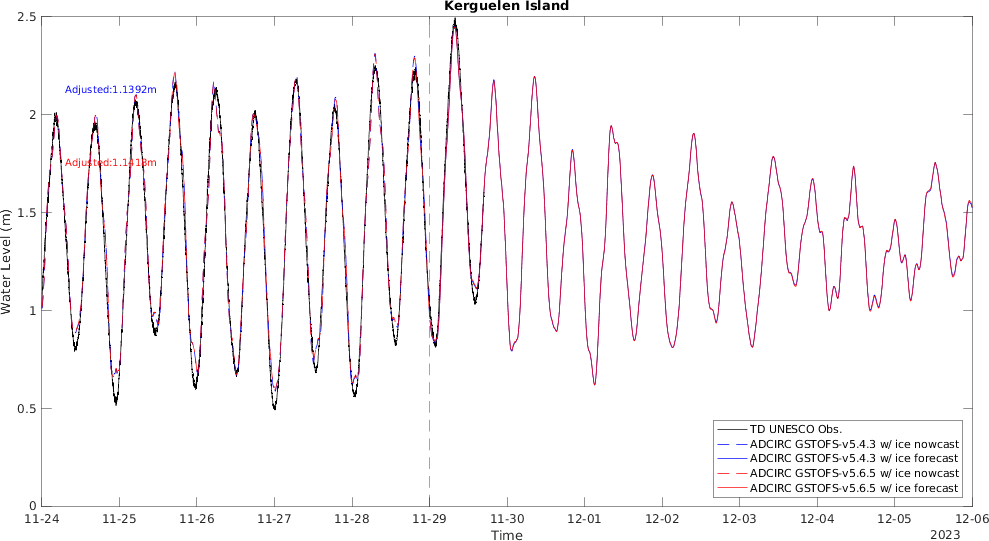 Kerguelen Island
2.5
2
1.5
1
0.5
0
Water Level (m)
Adjusted:1.1392m
Adjusted:1.1413m
TD UNESCO Obs.
ADCIRC GSTOFS-v5.4.3 w/ ice nowcast
ADCIRC GSTOFS-v5.4.3 w/ ice forecast
ADCIRC GSTOFS-v5.6.5 w/ ice nowcast
ADCIRC GSTOFS-v5.6.5 w/ ice forecast
11-24 11-25 11-26 11-27 11-28 11-29 11-30 12-01 12-02 12-03 12-04 12-05 12-06
Time
2023